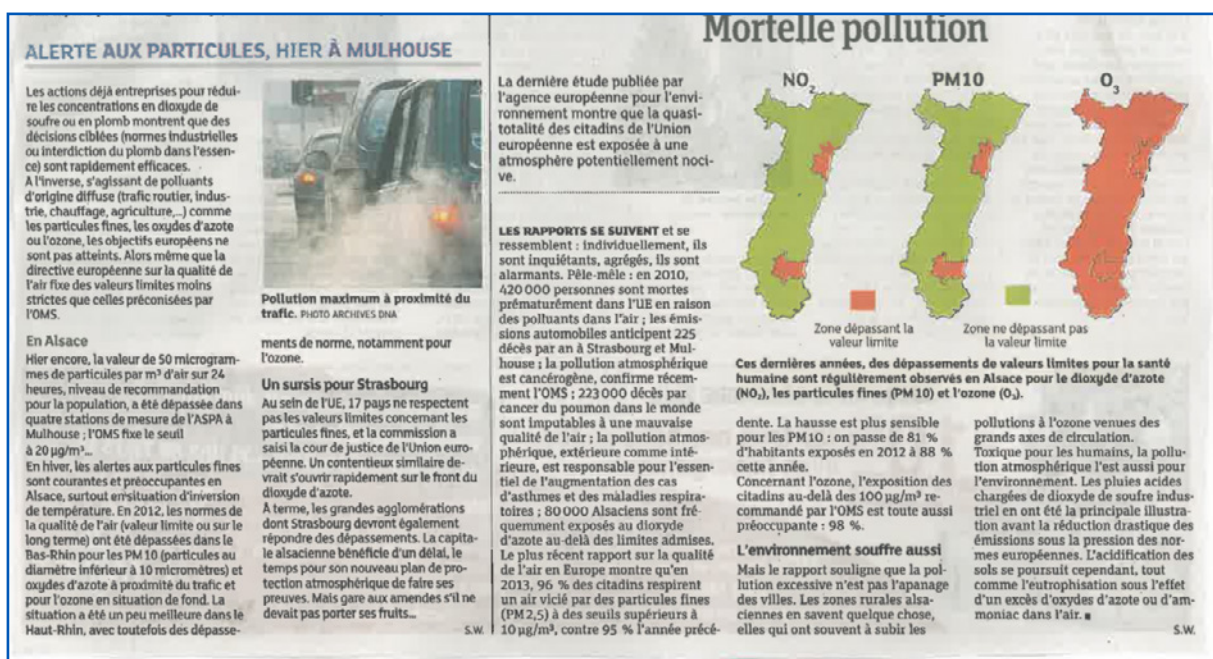 ALERTE AUX PARTICULES, HIER À MULHOUSE
Les actions déjà entreprises pour rédui-
re les concentrations en dioxyde de
soufre ou en plomb montrent que des
décisions ciblées (normes industrielles
ou interdiction du plomb dans l'essen-
ce) sont rapidement efficaces.
A l'inverse, s'agissant de polluants
d'origine diffuse (trafic routier, indus-
trie, chauffage, agriculture,...) comme
les particules fines, les oxydes d'azote
ou l'ozone, les objectifs européens ne
sont pas atteints. Alors même que la
directive européenne sur la qualité de
l'air fixe des valeurs limites moins
strictes que celles préconisées par
l'OMS.
En Alsace
Hier encore, la valeur de 50 microgram-
mes de particules par m³ d'air sur 24
heures, niveau de recommandation
pour la population, a été dépassée dans
quatre stations de mesure de l'ASPA à
Mulhouse ; l'OMS fixe le seuil
à 20 µg/m³...
En hiver, les alertes aux particules fines
sont courantes et préoccupantes en
Alsace, surtout en situation d'inversion
de température. En 2012, les normes de
la qualité de l'air (valeur limite ou sur le
long terme) ont été dépassées dans le
Bas-Rhin pour les PM 10 (particules au
diamètre inférieur à 10 micromètres) et
oxydes d'azote à proximité du trafic et
pour l'ozone en situation de fond. La
situation a été un peu meilleure dans le
Haut-Rhin, avec toutefois des dépasse-
Pollution maximum à proximité du
trafic. PHOTO ARCHIVES DNA
ments de norme, notamment pour
l'ozone.
Un sursis pour Strasbourg
Au sein de l'UE, 17 pays ne respectent
pas les valeurs limites concernant les
particules fines, et la commission a
saisi la cour de justice de l'Union euro-
péenne. Un contentieux similaire de-
vrait s'ouvrir rapidement sur le front du
dioxyde d'azote.
À terme, les grandes agglomérations
dont Strasbourg devront également
répondre des dépassements. La capita-
le alsacienne bénéficie d'un délai, le
temps pour son nouveau plan de pro-
tection atmosphérique de faire ses
preuves. Mais gare aux amendes s'il ne
devait pas porter ses fruits...
S.W.
Mortelle pollution
La dernière étude publiée par
l'agence européenne pour l'envi-
ronnement montre que la quasi-
totalité des citadins de l'Union
européenne est exposée à une
atmosphère potentiellement noci-
ve.
LES RAPPORTS SE SUIVENT et se
ressemblent : individuellement, ils
sont inquiétants, agrégés, ils sont
alarmants. Pêle-mêle : en 2010,
420 000 personnes sont mortes
prématurément dans l'UE en raison
des polluants dans l'air ; les émis-
sions automobiles anticipent 225
décès par an à Strasbourg et Mul-
house ; la pollution atmosphérique
est cancérogène, confirme récem-
ment l'OMS ; 223 000 décès par
cancer du poumon dans le monde
sont imputables à une mauvaise
qualité de l'air ; la pollution atmos-
phérique, extérieure comme inté-
rieure, est responsable pour l'essen-
tiel de l'augmentation des cas
d'asthmes et des maladies respira-
toires ; 80 000 Alsaciens sont fré-
quemment exposés au dioxyde
d'azote au-delà des limites admises.
Le plus récent rapport sur la qualité
de l'air en Europe montre qu'en
2013, 96 % des citadins respirent
un air vicié par des particules fines
(PM 2,5) à des seuils supérieurs à
10 µg/m³, contre 95 % l'année précé-
NO₂ PM10 O₃
Zone dépassant la
valeur limite
Zone ne dépassant pas
la valeur limite
Ces dernières années, des dépassements de valeurs limites pour la santé
humaine sont régulièrement observés en Alsace pour le dioxyde d'azote
(NO₂), les particules fines (PM 10) et l'ozone (O₃).
dente. La hausse est plus sensible
pour les PM10 : on passe de 81 %
d'habitants exposés en 2012 à 88 %
cette année.
Concernant l'ozone, l'exposition des
citadins au-delà des 100 µg/m³ re-
commandé par l'OMS est toute aussi
préoccupante : 98 %.
L'environnement souffre aussi
Mais le rapport souligne que la pol-
lution excessive n'est pas l'apanage
des villes. Les zones rurales alsa-
ciennes en savent quelque chose,
elles qui ont souvent à subir les
pollutions à l'ozone venues des
grands axes de circulation.
Toxique pour les humains, la pollu-
tion atmosphérique l'est aussi pour
l'environnement. Les pluies acides
chargées de dioxyde de soufre indus-
triel en ont été la principale illustra-
tion avant la réduction drastique des
émissions sous la pression des nor-
mes européennes. L'acidification des
sols se poursuit cependant, tout
comme l'eutrophisation sous l'effet
d'un excès d'oxydes d'azote ou d'am-
moniac dans l'air. ■
S.W.